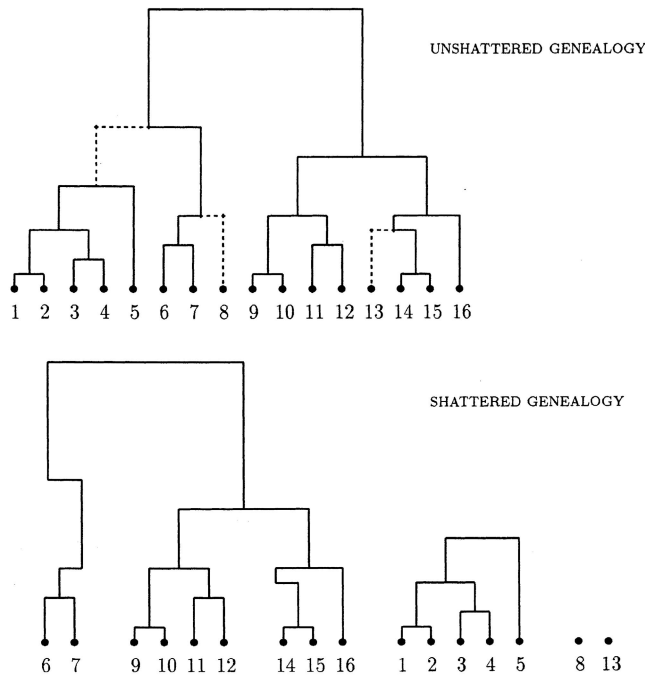 UNSHATTERED GENEALOGY
1 2 3 4 5 6 7 8 9 10 11 12 13 14 15 16
SHATTERED GENEALOGY
6 7 9 10 11 12 14 15 16 1 2 3 4 5 8 13